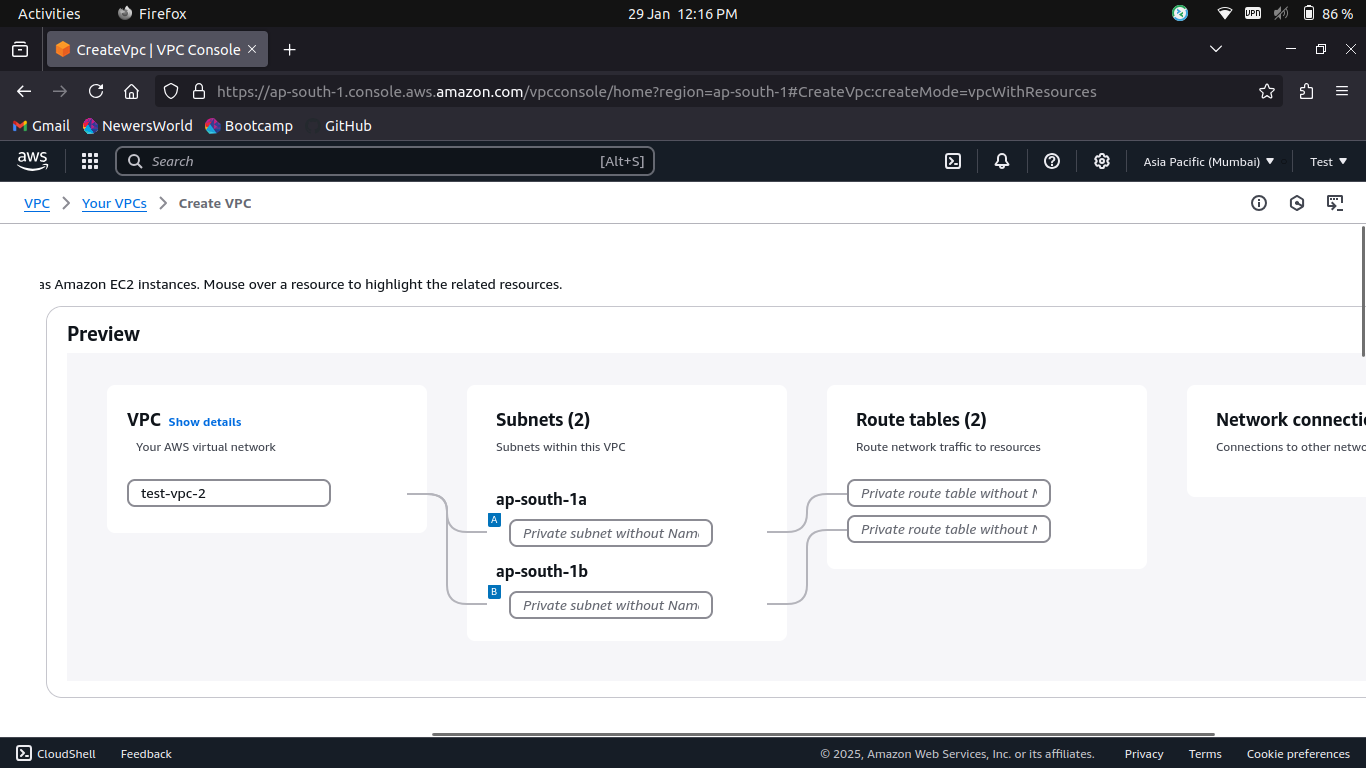 Activities Firefox 29 Jan 12:16 PM VPN 86 %
CreateVpc | VPC Console
https://ap-south-1.console.aws.amazon.com/vpcconsole/home?region=ap-south-1#CreateVpc:createMode=vpcWithResources
Gmail NewersWorld Bootcamp GitHub
aws Search [Alt+S] Asia Pacific (Mumbai) Test
VPC Your VPCs Create VPC
as Amazon EC2 instances. Mouse over a resource to highlight the related resources.
Preview
VPC Show details
Your AWS virtual network
test-vpc-2
Subnets (2)
Subnets within this VPC
ap-south-1a
A
Private subnet without Nam
ap-south-1b
B
Private subnet without Nam
Route tables (2)
Route network traffic to resources
Private route table without N
Private route table without N
Network connectio
Connections to other netwo
CloudShell Feedback © 2025, Amazon Web Services, Inc. or its affiliates. Privacy Terms Cookie preferences